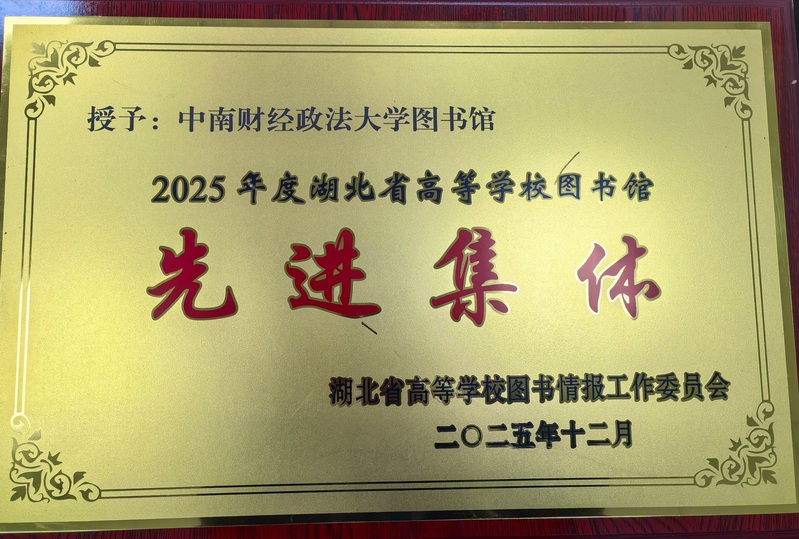 授予：中南财经政法大学图书馆
2025年度湖北省高等学校图书馆
先进集体
湖北省高等学校图书情报工作委员会
二〇二五年十二月